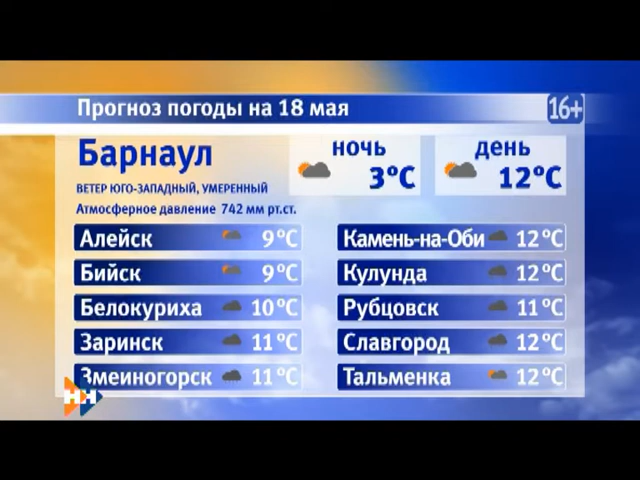 Прогноз погоды на 18 мая 16+
Барнаул
ночь
3°C
день
12°C
ВЕТЕР ЮГО-ЗАПАДНЫЙ, УМЕРЕННЫЙ
Атмосферное давление 742 мм рт.ст.
Алейск 9°C
Бийск 9°C
Белокуриха 10°C
Заринск 11°C
Змеиногорск 11°C
Камень-на-Оби 12°C
Кулунда 12°C
Рубцовск 11°C
Славгород 12°C
Тальменка 12°C
НН